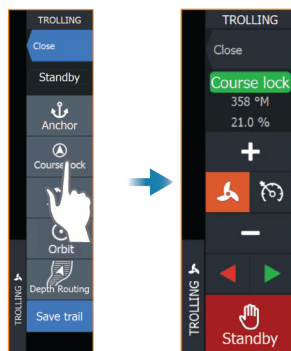 TROLLING
Close
Standby
Anchor
Course lock
Orbit
Depth Routing
Save trail
TROLLING
TROLLING
Close
Course lock
358 °M
21.0 %
Standby
TROLLING